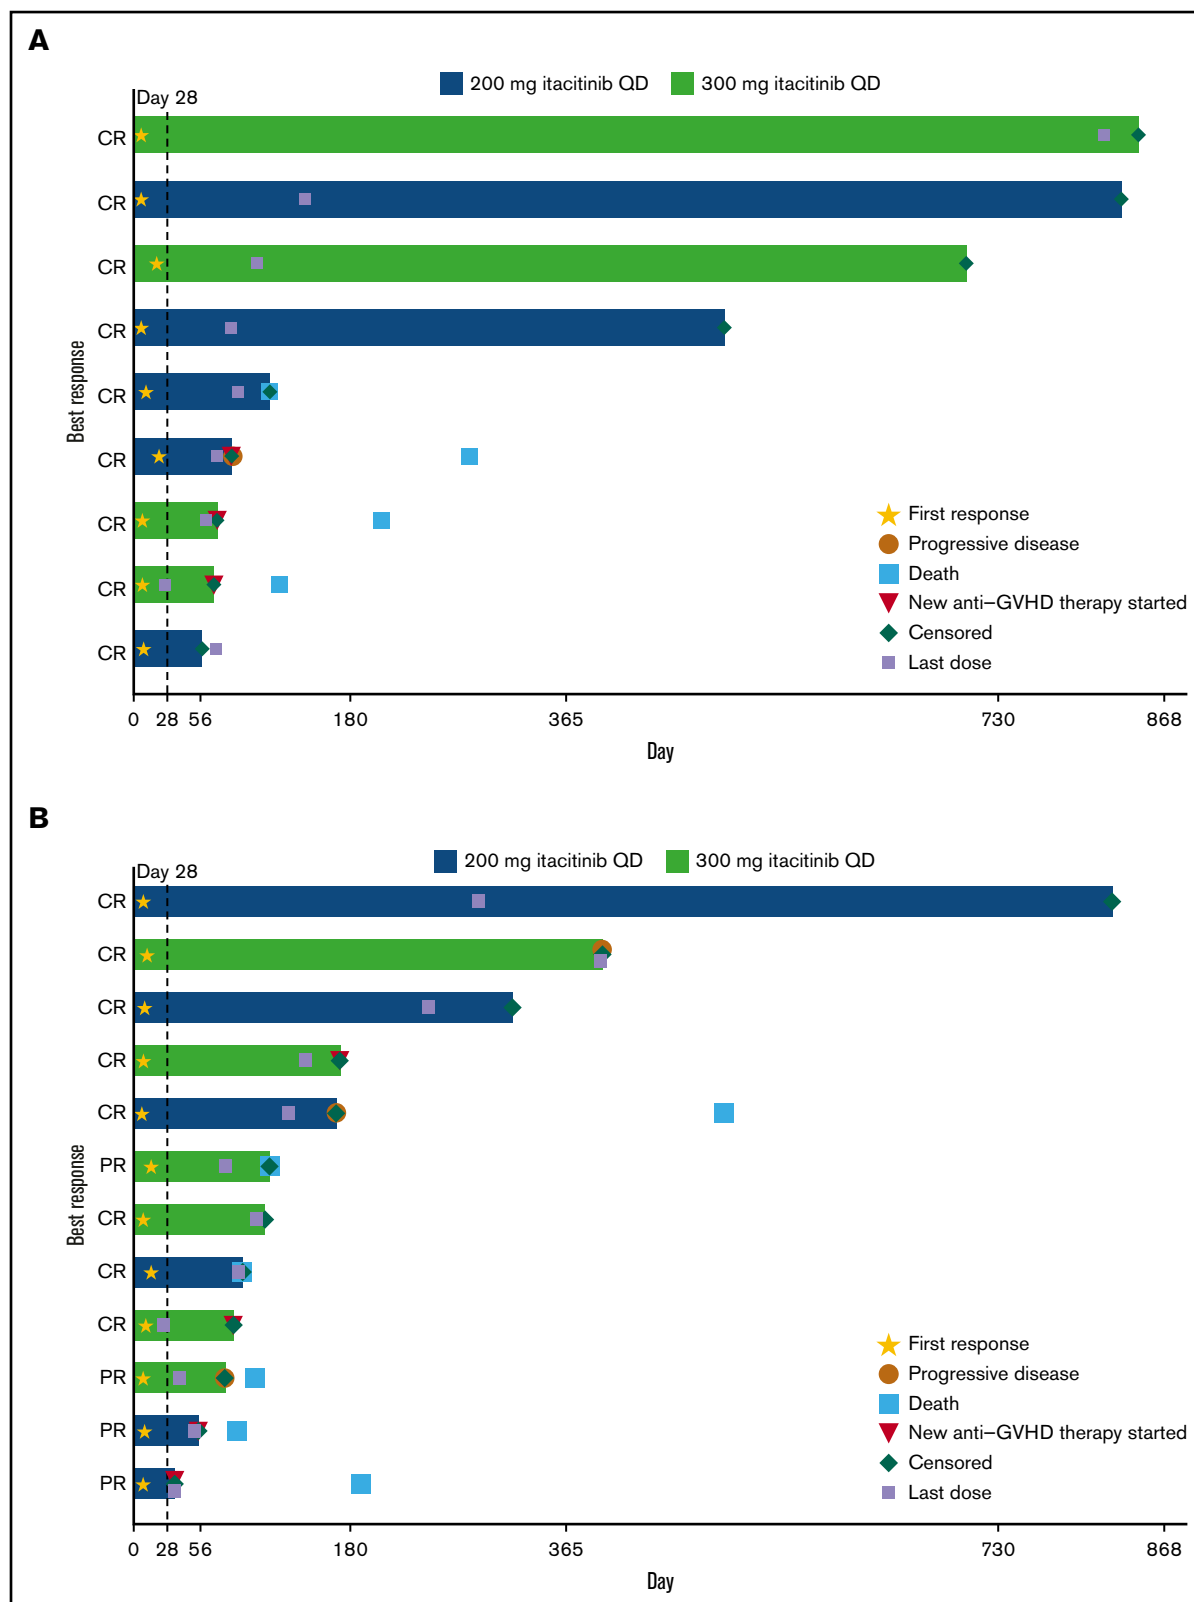 A
200 mg itacitinib QD 300 mg itacitinib QD
Day 28
CR
CR
CR
CR
CR
CR
CR
CR
CR
Best response
First response
Progressive disease
Death
New anti–GVHD therapy started
Censored
Last dose
0 28 56 180 365 730 868
Day
B
200 mg itacitinib QD 300 mg itacitinib QD
Day 28
CR
CR
CR
CR
CR
PR
CR
CR
CR
PR
PR
PR
Best response
First response
Progressive disease
Death
New anti–GVHD therapy started
Censored
Last dose
0 28 56 180 365 730 868
Day